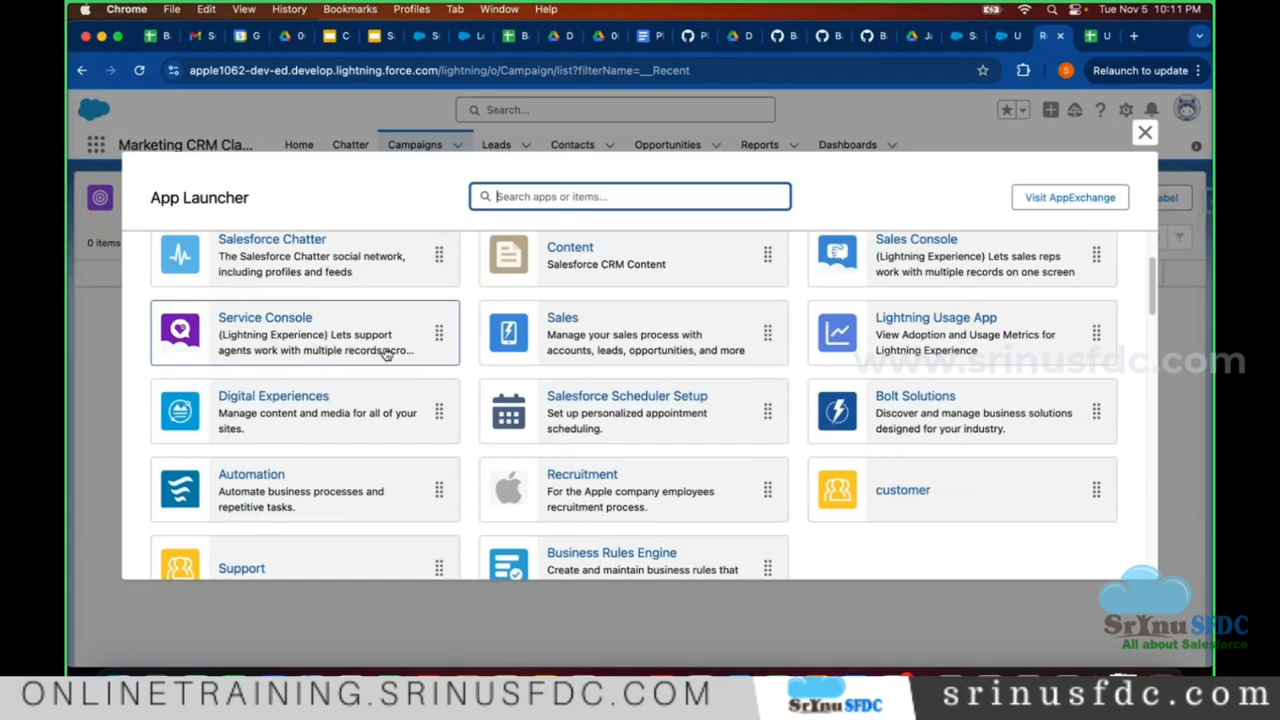 Chrome File Edit View History Bookmarks Profiles Tab Window Help Tue Nov 5 10:11 PM
apple1062-dev-ed.develop.lightning.force.com/lightning/o/Campaign/list?filterName=__Recent
Relaunch to update
Search...
Marketing CRM Cla... Home Chatter Campaigns Leads Contacts Opportunities Reports Dashboards
App Launcher
Search apps or items...
Visit AppExchange
abel
0 items
Salesforce Chatter
The Salesforce Chatter social network,
including profiles and feeds
Content
Salesforce CRM Content
Sales Console
(Lightning Experience) Lets sales reps
work with multiple records on one screen
Service Console
(Lightning Experience) Lets support
agents work with multiple records acro...
Sales
Manage your sales process with
accounts, leads, opportunities, and more
Lightning Usage App
View Adoption and Usage Metrics for
Lightning Experience
www.srinusfdc.com
Digital Experiences
Manage content and media for all of your
sites.
Salesforce Scheduler Setup
Set up personalized appointment
scheduling.
Bolt Solutions
Discover and manage business solutions
designed for your industry.
Automation
Automate business processes and
repetitive tasks.
Recruitment
For the Apple company employees
recruitment process.
customer
Support
Business Rules Engine
Create and maintain business rules that
SrYnu SFDC
All about Salesforce
ONLINETRAINING.SRINUSFDC.COM
SrYnu SFDC
srinusfdc.com